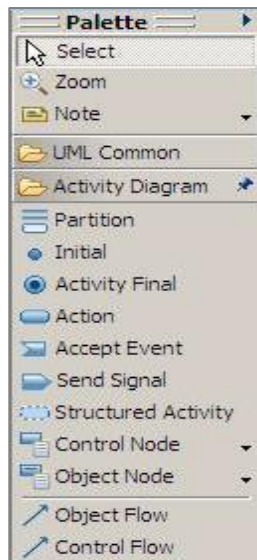 Palette
Select
Zoom
Note
UML Common
Activity Diagram
Partition
Initial
Activity Final
Action
Accept Event
Send Signal
Structured Activity
Control Node
Object Node
Object Flow
Control Flow